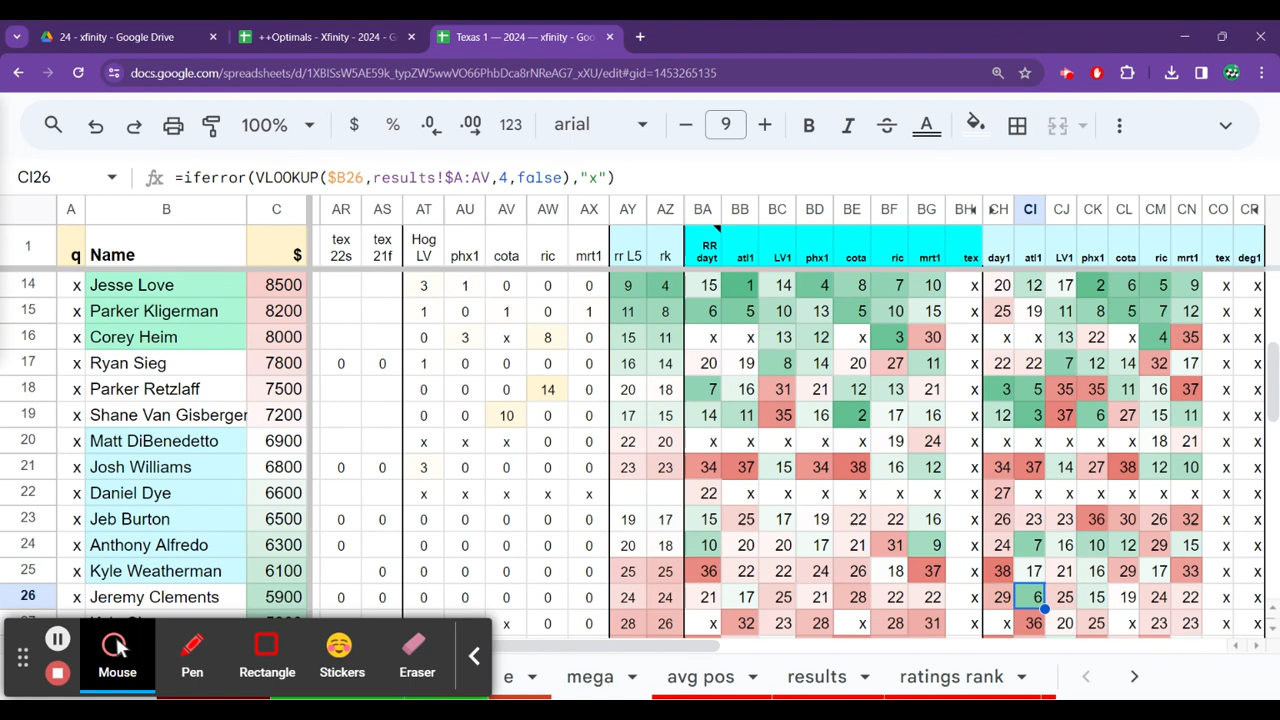 24 - xfinity - Google Drive
++Optimals - Xfinity - 2024 - G
Texas 1 — 2024 — xfinity - Goo
docs.google.com/spreadsheets/d/1XBISsW5AE59k_typZW5wwVO66PhbDca8rNReAG7_xXU/edit#gid=1453265135
100% $ % .0 .00 123 arial 9 B I S A
CI26 fx =iferror(VLOOKUP($B26,results!$A:AV,4,false),"x")
A B C AR AS AT AU AV AW AX AY AZ BA BB BC BD BE BF BG BH CH CI CJ CK CL CM CN CO CR
1 q Name $ tex 22s tex 21f Hog LV phx1 cota ric mrt1 rr L5 rk RR dayt atl1 LV1 phx1 cota ric mrt1 tex day1 atl1 LV1 phx1 cota ric mrt1 tex deg1
14 x Jesse Love 8500 3 1 0 0 0 9 4 15 1 14 4 8 7 10 x 20 12 17 2 6 5 9 x x
15 x Parker Kligerman 8200 1 0 1 0 1 11 8 6 5 10 13 5 10 15 x 25 19 11 8 5 7 12 x x
16 x Corey Heim 8000 0 3 x 8 0 15 11 x x 13 12 x 3 30 x x x 13 22 x 4 35 x x
17 x Ryan Sieg 7800 0 0 1 0 0 0 0 16 14 20 19 8 14 20 27 11 x 22 22 7 12 14 32 17 x x
18 x Parker Retzlaff 7500 0 0 0 14 0 20 18 7 16 31 21 12 13 21 x 3 5 35 35 11 16 37 x x
19 x Shane Van Gisberger 7200 0 0 10 0 0 17 15 14 11 35 16 2 17 16 x 12 3 37 6 27 15 11 x x
20 x Matt DiBenedetto 6900 x x x 0 0 22 20 x x x x x 19 24 x x x x x x 18 21 x x
21 x Josh Williams 6800 0 0 3 0 0 0 0 23 23 34 37 15 34 38 16 12 x 34 37 14 27 38 12 10 x x
22 x Daniel Dye 6600 x x x x x 22 x x x x x x x 27 x x x x x x x x
23 x Jeb Burton 6500 0 0 0 0 0 0 0 19 17 15 25 17 19 22 22 16 x 26 23 23 36 30 26 32 x x
24 x Anthony Alfredo 6300 0 0 0 0 0 0 20 18 10 20 20 17 21 31 9 x 24 7 16 10 12 29 15 x x
25 x Kyle Weatherman 6100 0 0 0 0 0 0 25 25 36 22 22 24 26 18 37 x 38 17 21 16 29 17 33 x x
26 x Jeremy Clements 5900 0 0 0 0 0 0 24 24 21 17 25 21 28 22 22 x 29 6 25 15 19 24 22 x x
x 0 0 28 26 x 32 23 28 x 28 31 x x 36 20 25 x 23 23 x x
Mouse Pen Rectangle Stickers Eraser
e mega avg pos results ratings rank